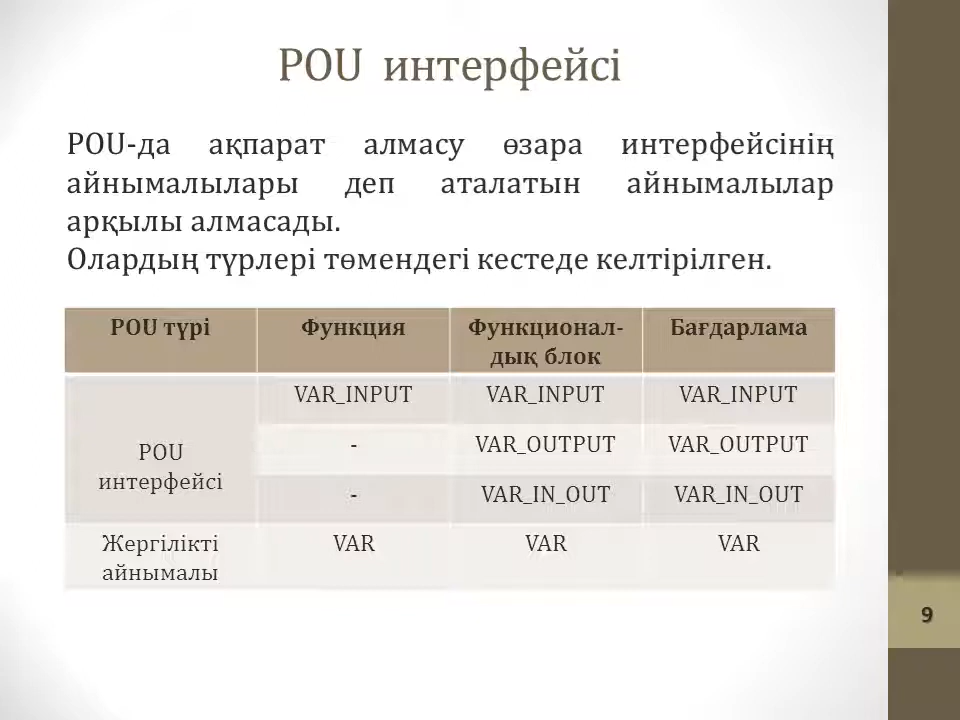 POU интерфейсі
POU-да ақпарат алмасу өзара интерфейсінің
айнымалылары деп аталатын айнымалылар
арқылы алмасады.
Олардың түрлері төмендегі кестеде келтірілген.
POU түрі Функция Функционал-дық блок Бағдарлама
POU интерфейсі VAR_INPUT VAR_INPUT VAR_INPUT
- VAR_OUTPUT VAR_OUTPUT
- VAR_IN_OUT VAR_IN_OUT
Жергілікті айнымалы VAR VAR VAR
9